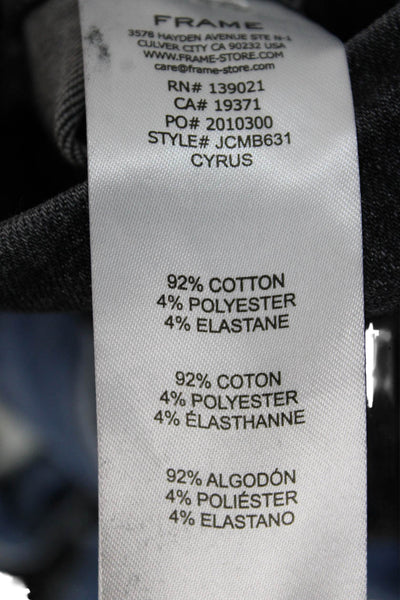 FRAME
3578 HAYDEN AVENUE STE N-1
CULVER CITY CA 90232 USA
WWW.FRAME-STORE.COM
care@frame-store.com
RN# 139021
CA# 19371
PO# 2010300
STYLE# JCMB631
CYRUS
92% COTTON
4% POLYESTER
4% ELASTANE
92% COTON
4% POLYESTER
4% ÉLASTHANNE
92% ALGODÓN
4% POLIÉSTER
4% ELASTANO